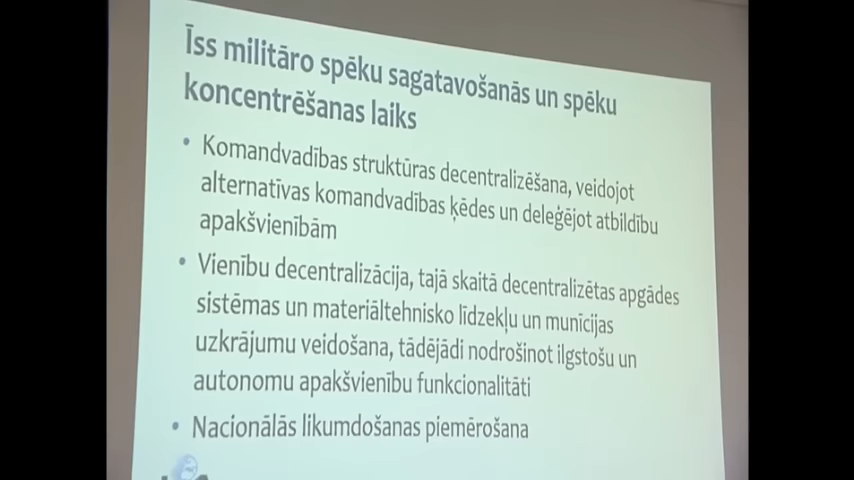 Īss militāro spēku sagatavošanās un spēku
koncentrēšanas laiks
• Komandvadības struktūras decentralizēšana, veidojot
alternatīvas komandvadības ķēdes un deleģējot atbildību
apakšvienībām
• Vienību decentralizācija, tajā skaitā decentralizētas apgādes
sistēmas un materiāltehnisko līdzekļu un munīcijas
uzkrājumu veidošana, tādējādi nodrošinot ilgstošu un
autonomu apakšvienību funkcionalitāti
• Nacionālās likumdošanas piemērošana